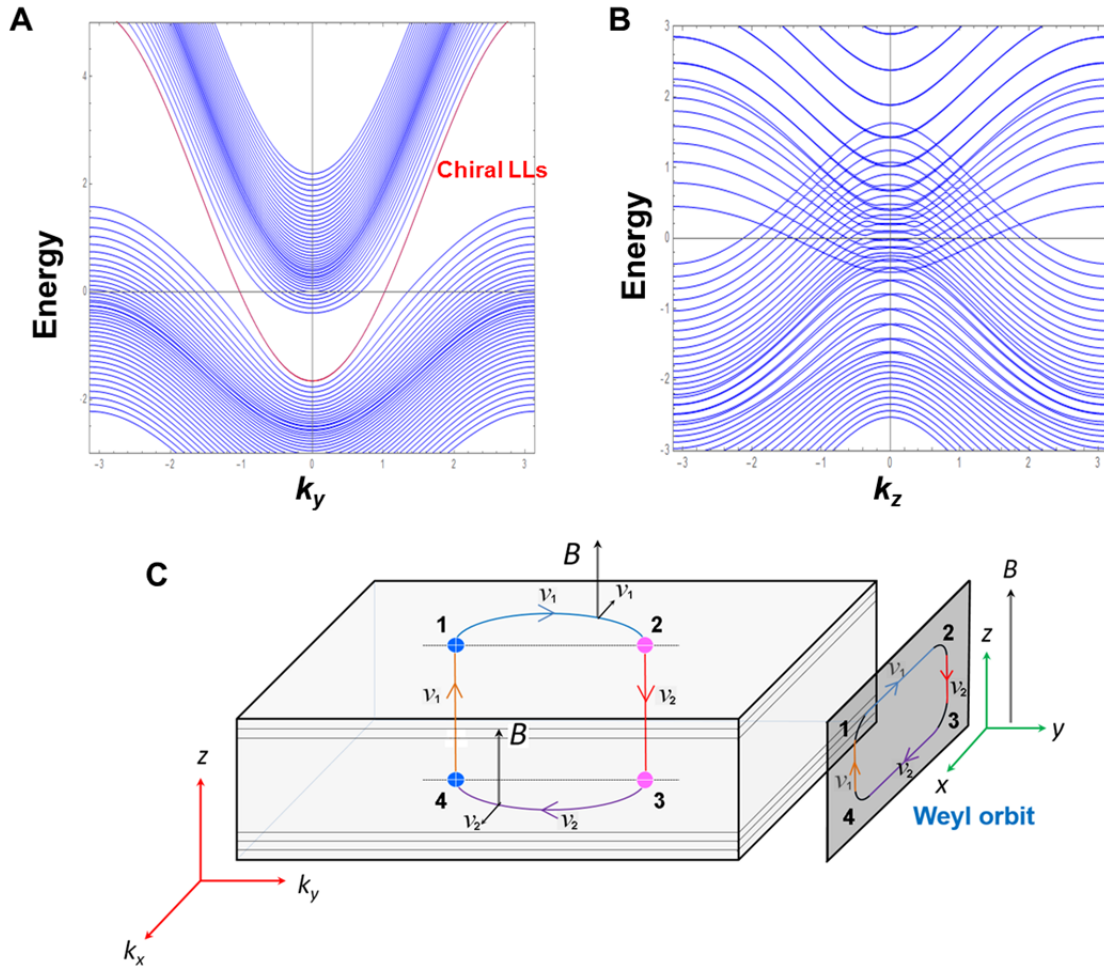 A
B
4
2
0
-2
Energy
Chiral LLs
-3
-2
-1
0
1
2
3
k_y
3
2
1
0
-1
-2
-3
Energy
-3
-2
-1
0
1
2
3
k_z
C
B
v₁
v₁
1
2
v₁
v₂
B
4
3
v₂
v₂
z
k_y
k_x
B
2
z
v₁
v₂
1
3
y
v₁
v₂
x
4
Weyl orbit